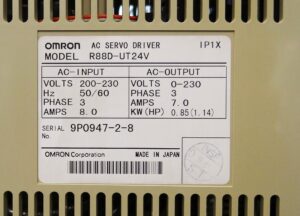 OMRON AC SERVO DRIVER IP1X
MODEL R88D-UT24V
AC-INPUT AC-OUTPUT
VOLTS 200-230 VOLTS 0-230
Hz 50/60 PHASE 3
PHASE 3 AMPS 7.0
AMPS 8.0 KW(HP) 0.85(1.14)
SERIAL No. 9P0947-2-8
OMRON Corporation MADE IN JAPAN